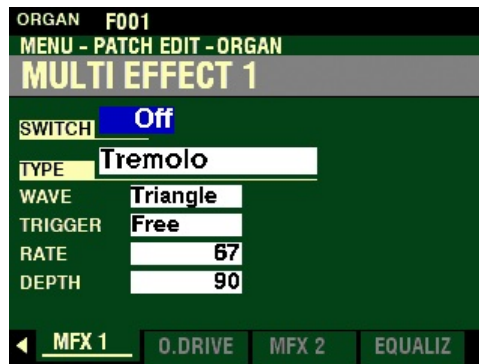 ORGAN F001
MENU - PATCH EDIT - ORGAN
MULTI EFFECT 1
SWITCH Off
TYPE Tremolo
WAVE Triangle
TRIGGER Free
RATE 67
DEPTH 90
MFX 1 O.DRIVE MFX 2 EQUALIZ